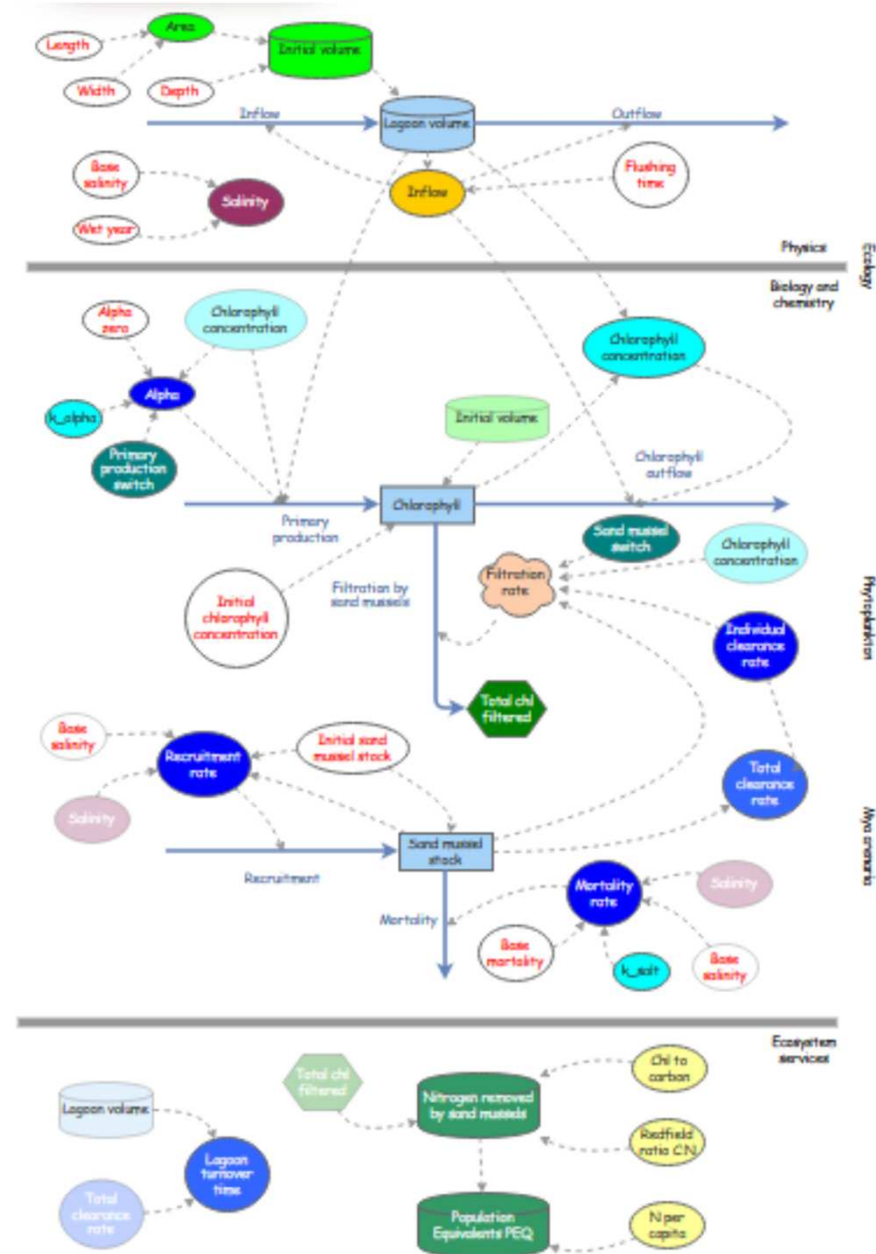 Area
Length
Initial volume
Width
Depth
Inflow
Lagoon volume
Outflow
Base
salinity
Salinity
Wet year
Inflow
Flushing
time
Physics
Ecology
Biology and
chemistry
Alpha
zero
Chlorophyll
concentration
Chlorophyll
concentration
Alpha
k_alpha
Initial volume
Primary
production
switch
Chlorophyll
outflow
Chlorophyll
Primary
production
Sand mussel
switch
Chlorophyll
concentration
Filtration
rate
Filtration by
sand mussels
Initial
chlorophyll
concentration
Phytoplankton
Individual
clearance
rate
Total chl
filtered
Base
salinity
Recruitment
rate
Initial sand
mussel stock
Total
clearance
rate
Salinity
Mya arenaria
Sand mussel
stock
Recruitment
Mortality
rate
Salinity
Mortality
Base
mortality
k_salt
Base
salinity
Ecosystem
services
Total chl
filtered
Chl to
carbon
Lagoon volume
Nitrogen removed
by sand mussels
Redfield
ratio C:N
Lagoon
turnover
time
Total
clearance
rate
Population
Equivalents PEQ
N per
capita